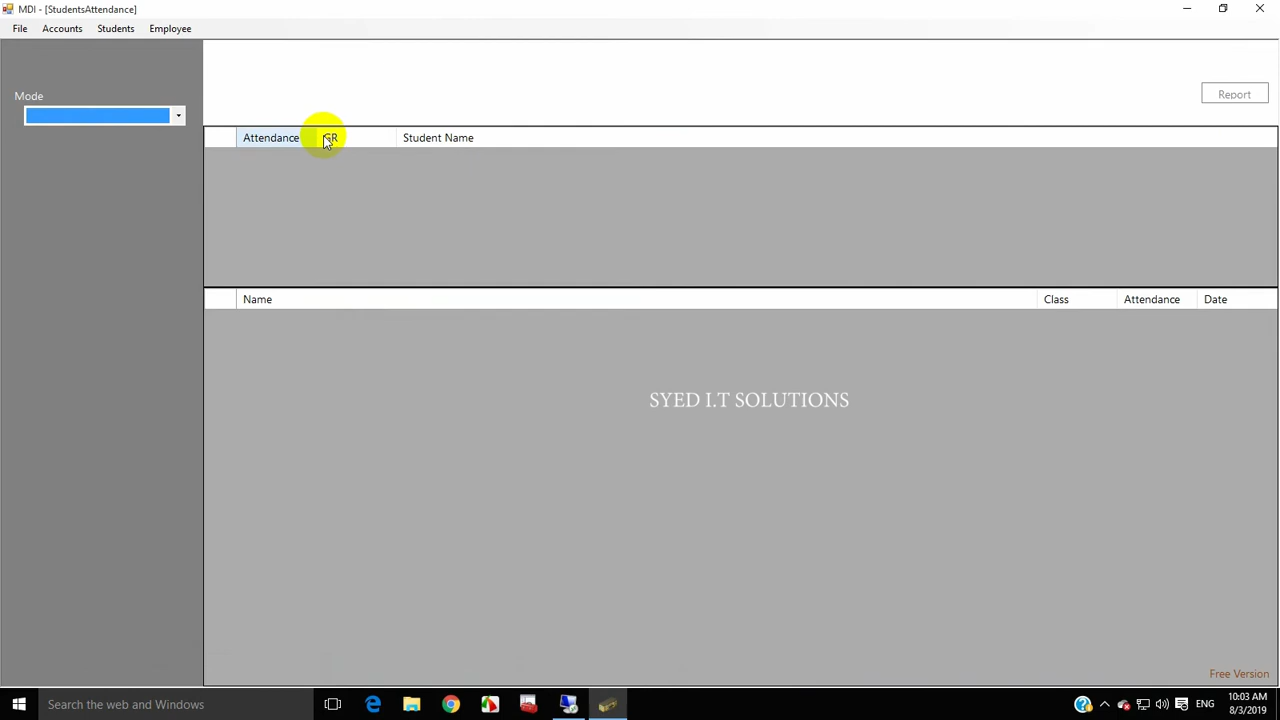 MDI - [StudentsAttendance]
File Accounts Students Employee
Mode
Report
Attendance GR Student Name
Name Class Attendance Date
SYED I.T SOLUTIONS
Free Version
Search the web and Windows
ENG
10:03 AM
8/3/2019